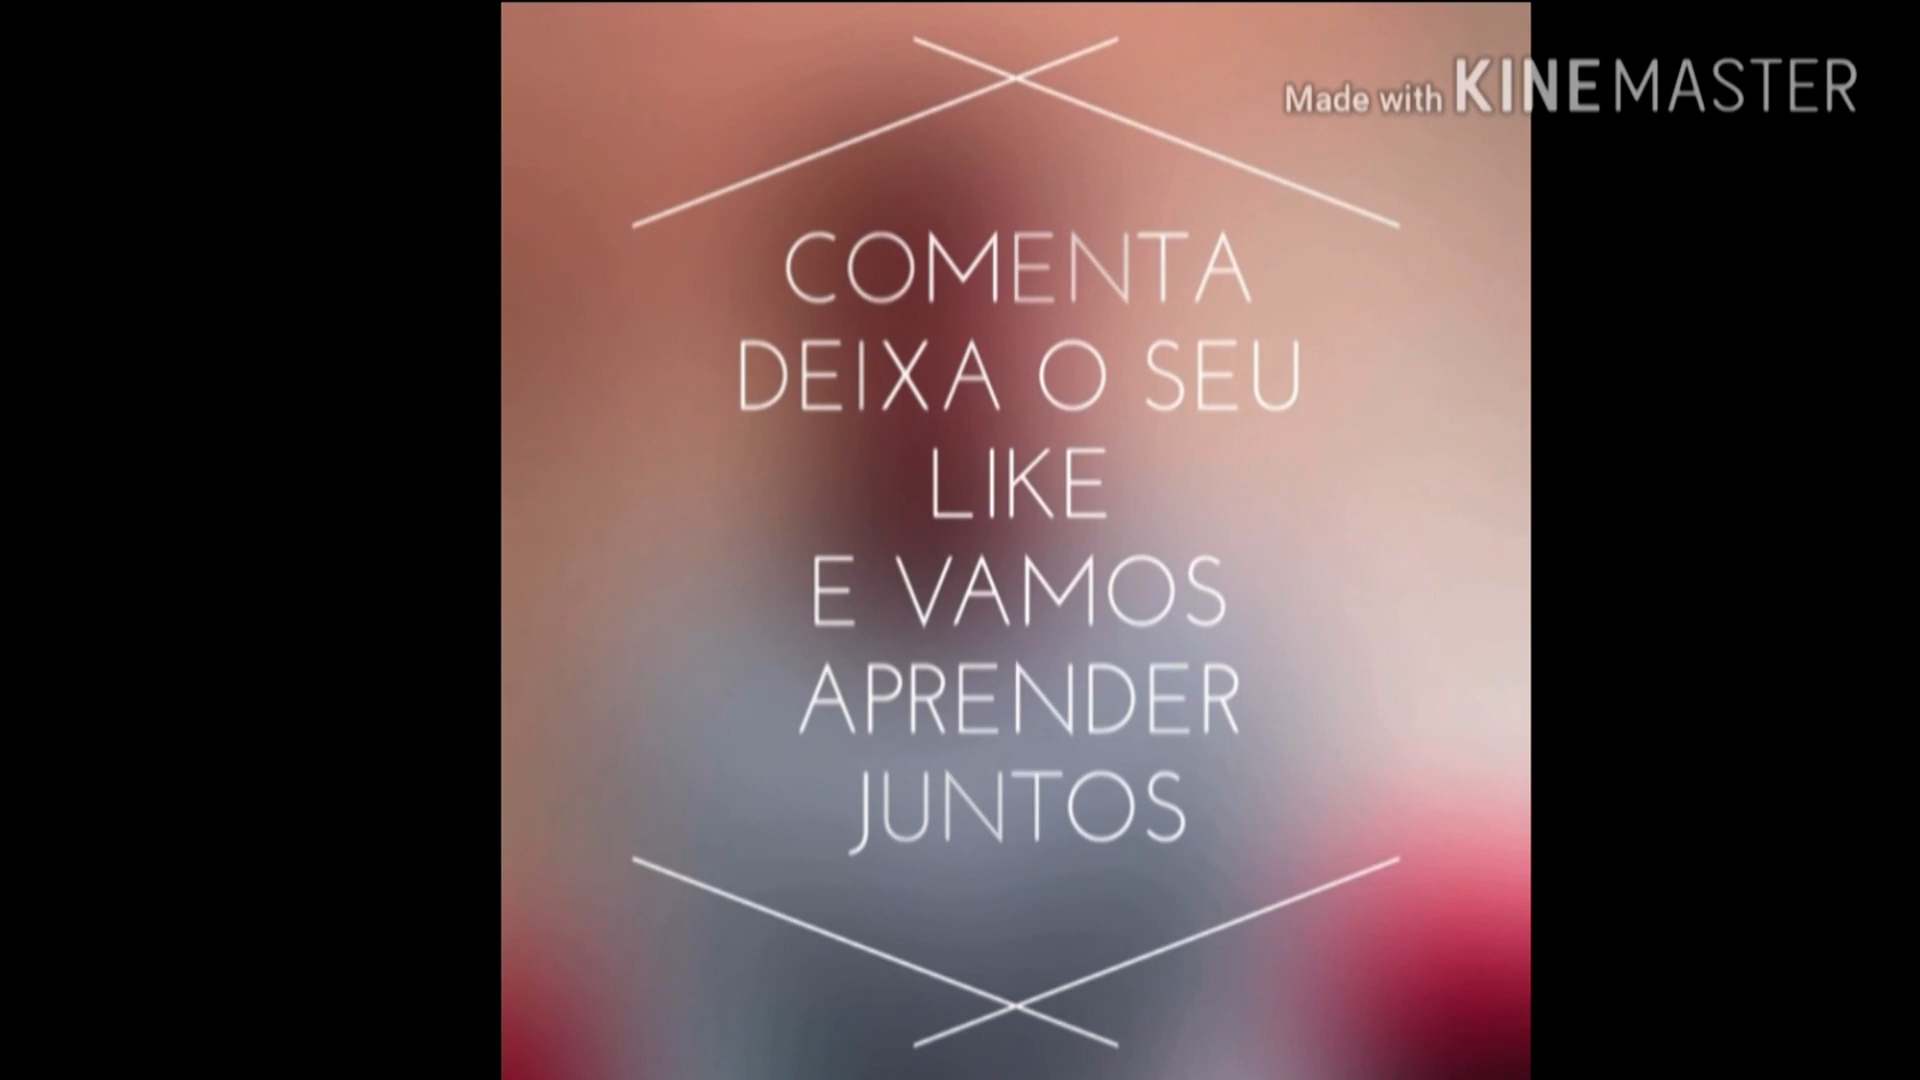 Made with KINEMASTER
COMENTA
DEIXA O SEU
LIKE
E VAMOS
APRENDER
JUNTOS